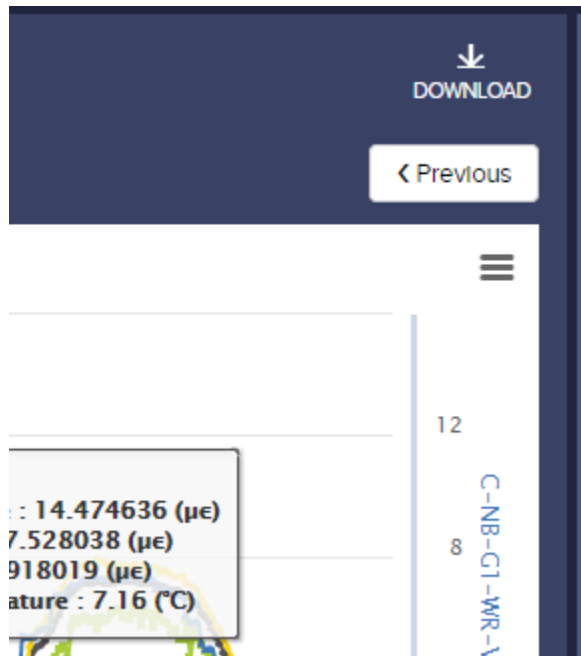 DOWNLOAD
Previous
12
: 14.474636 (µε)
7.528038 (µε)
918019 (µε)
ature : 7.16 (°C)
8
C-NB-G1-WR-